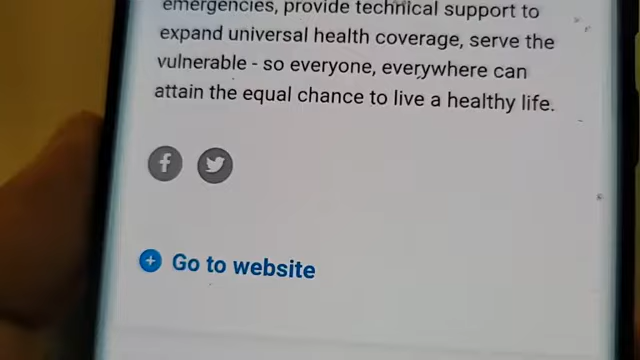 emergencies, provide technical support to
expand universal health coverage, serve the
vulnerable - so everyone, everywhere can
attain the equal chance to live a healthy life.
Go to website